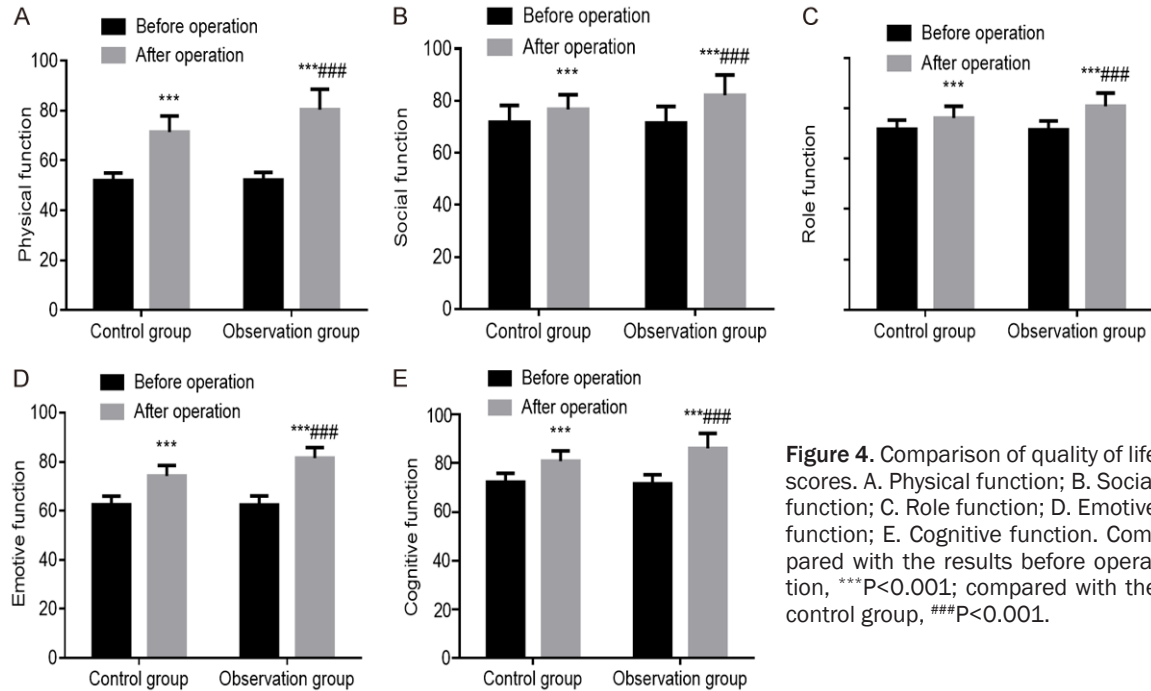 A
Before operation
After operation
***
***###
100
80
60
40
20
0
Physical function
Control group
Observation group
B
Before operation
After operation
***
***###
100
80
60
40
20
0
Social function
Control group
Observation group
C
Before operation
After operation
***
***###
Role function
Control group
Observation group
D
Before operation
After operation
***
***###
100
80
60
40
20
0
Emotive function
Control group
Observation group
E
Before operation
After operation
***
***###
100
80
60
40
20
0
Cognitive function
Control group
Observation group
Figure 4. Comparison of quality of life
scores. A. Physical function; B. Social
function; C. Role function; D. Emotive
function; E. Cognitive function. Com-
pared with the results before opera-
tion, ***P<0.001; compared with the
control group, ###P<0.001.